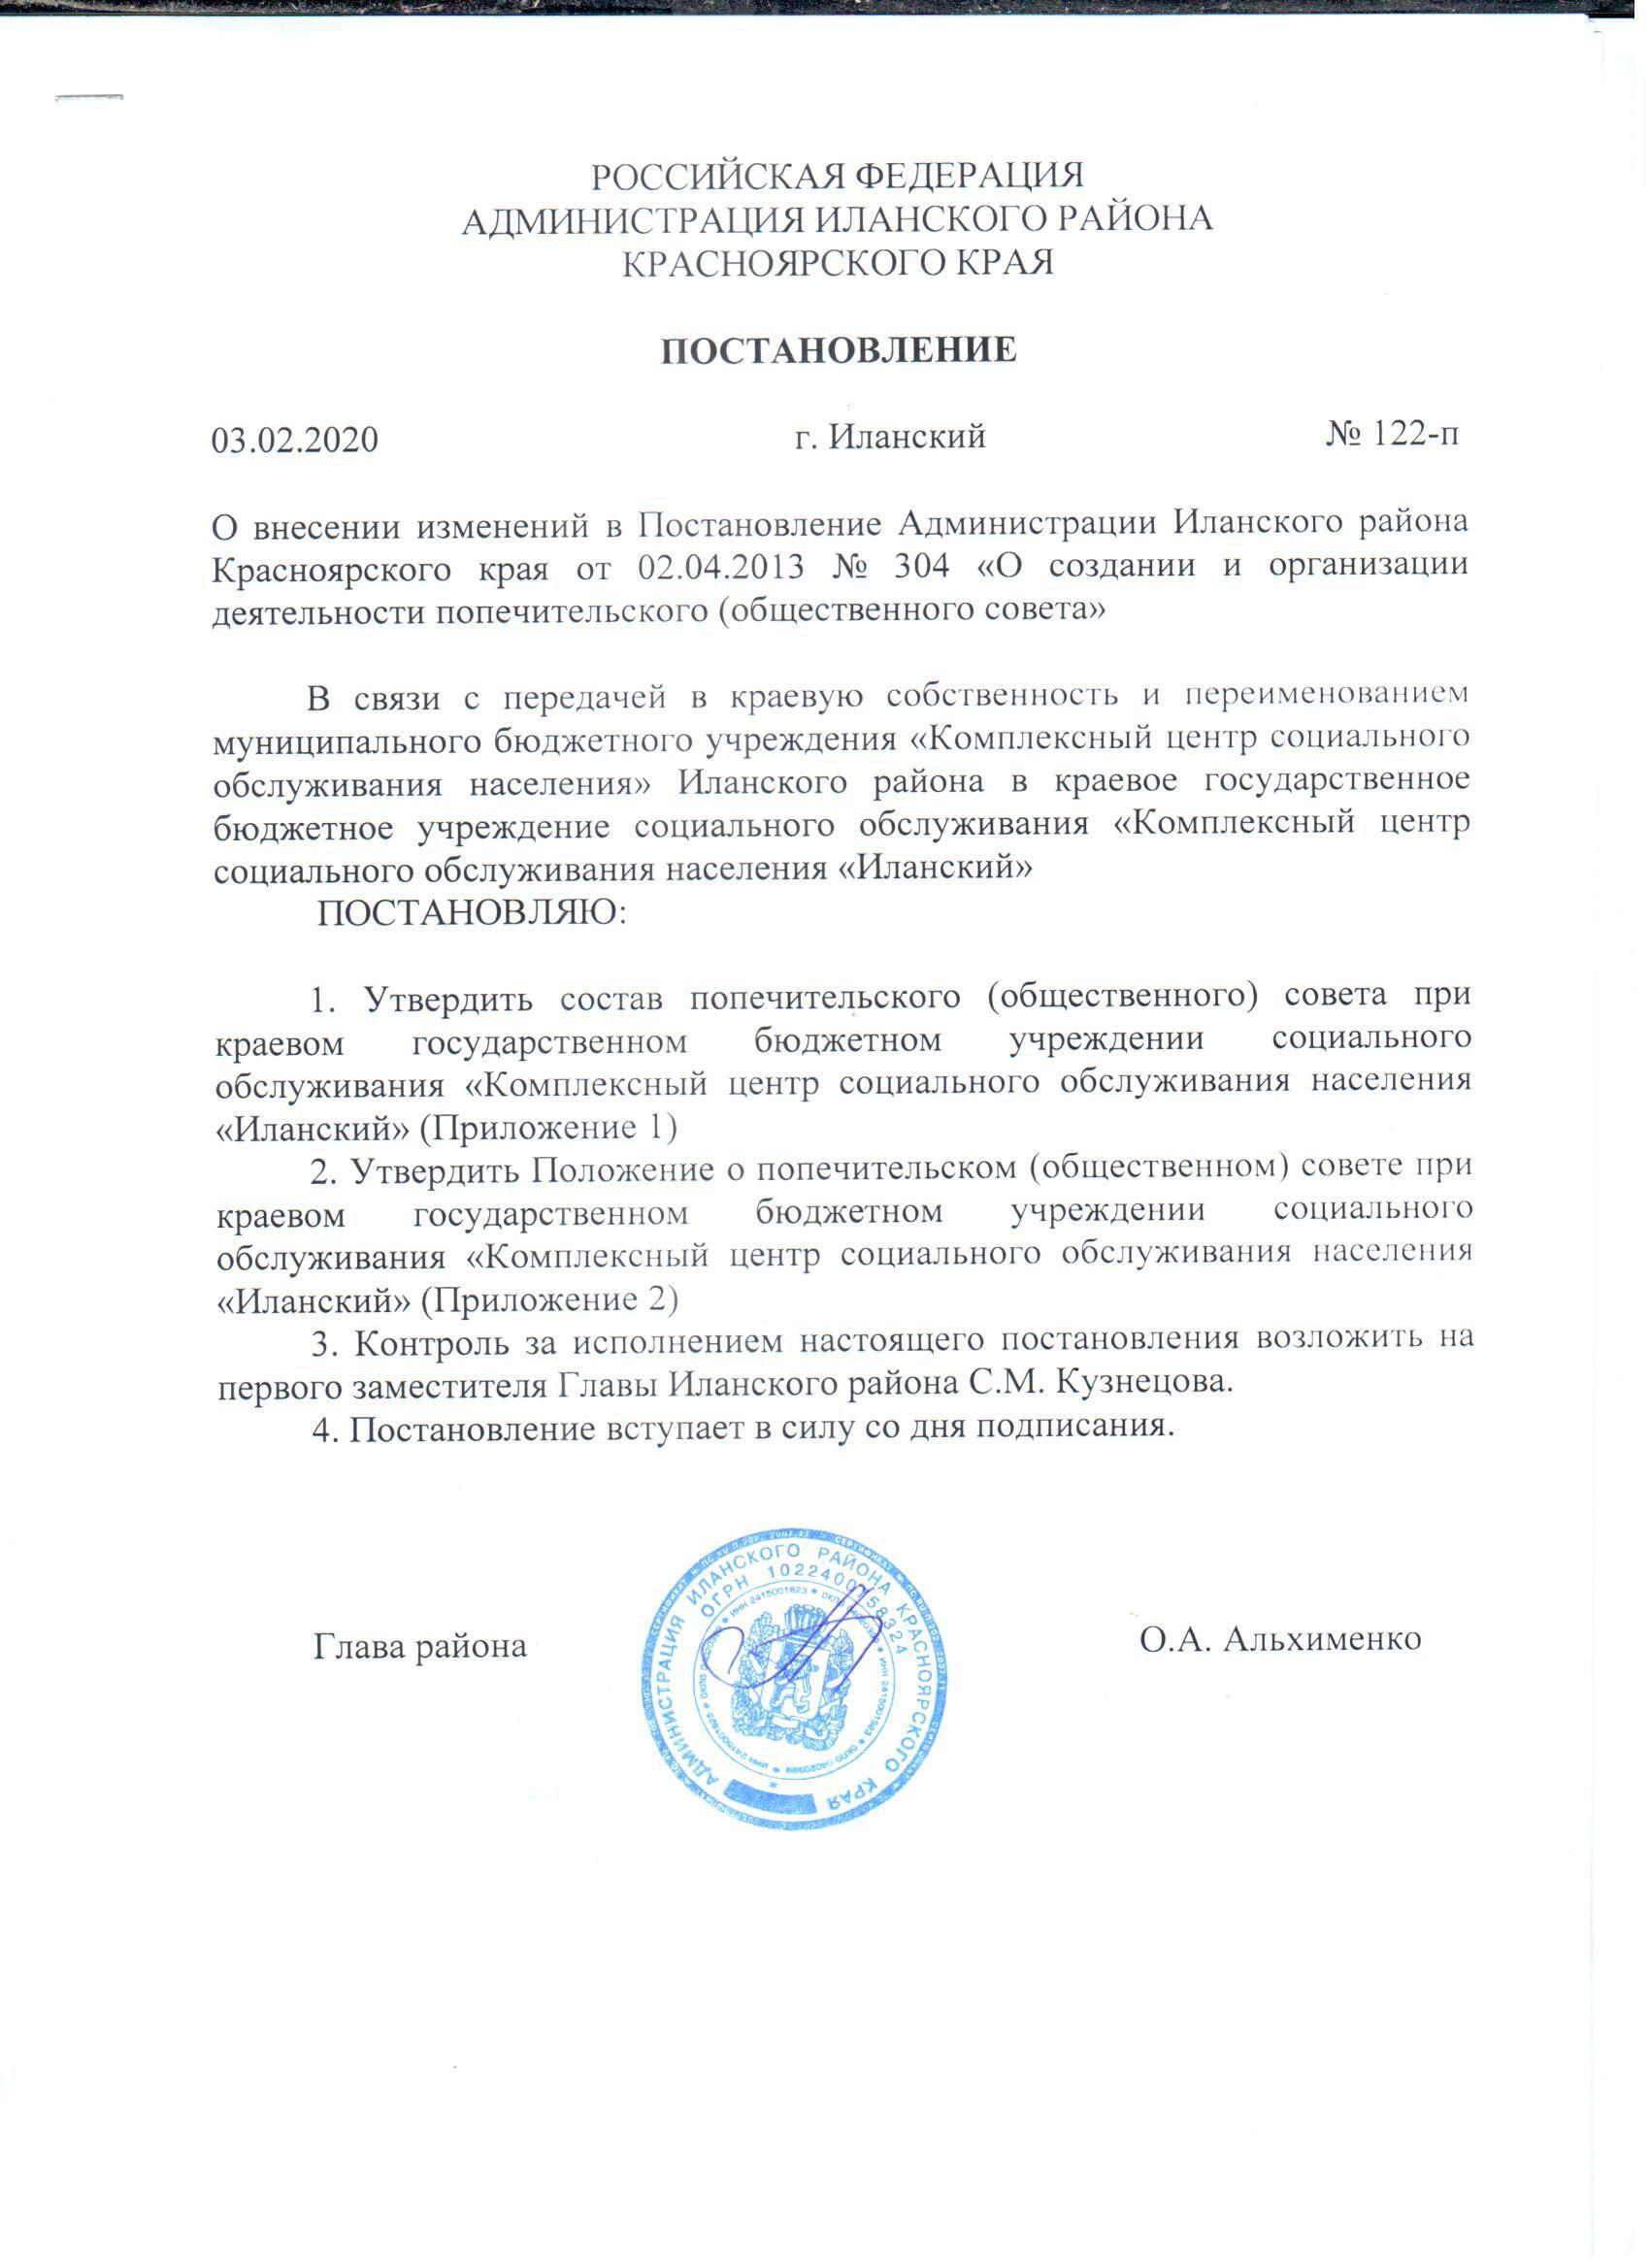 РОССИЙСКАЯ ФЕДЕРАЦИЯ
АДМИНИСТРАЦИЯ ИЛАНСКОГО РАЙОНА
КРАСНОЯРСКОГО КРАЯ
ПОСТАНОВЛЕНИЕ
03.02.2020 г. Иланский № 122-п
О внесении изменений в Постановление Администрации Иланского района
Красноярского края от 02.04.2013 № 304 «О создании и организации
деятельности попечительского (общественного совета»
В связи с передачей в краевую собственность и переименованием
муниципального бюджетного учреждения «Комплексный центр социального
обслуживания населения» Иланского района в краевое государственное
бюджетное учреждение социального обслуживания «Комплексный центр
социального обслуживания населения «Иланский»
ПОСТАНОВЛЯЮ:
1. Утвердить состав попечительского (общественного) совета при
краевом государственном бюджетном учреждении социального
обслуживания «Комплексный центр социального обслуживания населения
«Иланский» (Приложение 1)
2. Утвердить Положение о попечительском (общественном) совете при
краевом государственном бюджетном учреждении социального
обслуживания «Комплексный центр социального обслуживания населения
«Иланский» (Приложение 2)
3. Контроль за исполнением настоящего постановления возложить на
первого заместителя Главы Иланского района С.М. Кузнецова.
4. Постановление вступает в силу со дня подписания.
Глава района О.А. Альхименко
АДМИНИСТРАЦИЯ ИЛАНСКОГО РАЙОНА КРАСНОЯРСКОГО КРАЯ
ОГРН 1022400758324